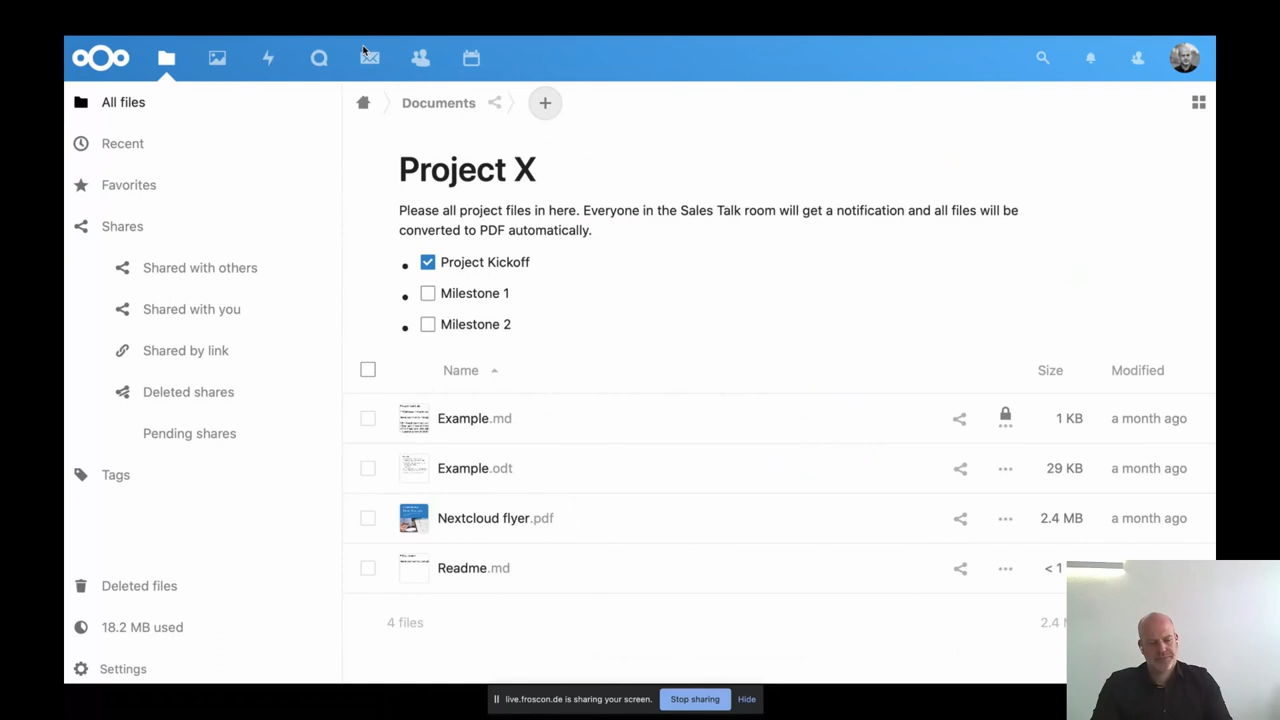 All files
Documents
Recent
Favorites
Shares
Shared with others
Shared with you
Shared by link
Deleted shares
Pending shares
Tags
Deleted files
18.2 MB used
Settings
Project X
Please all project files in here. Everyone in the Sales Talk room will get a notification and all files will be
converted to PDF automatically.
Project Kickoff
Milestone 1
Milestone 2
Name Size Modified
Example.md 1 KB a month ago
Example.odt 29 KB a month ago
Nextcloud flyer.pdf 2.4 MB a month ago
Readme.md < 1
4 files 2.4
live.froscon.de is sharing your screen. Stop sharing Hide